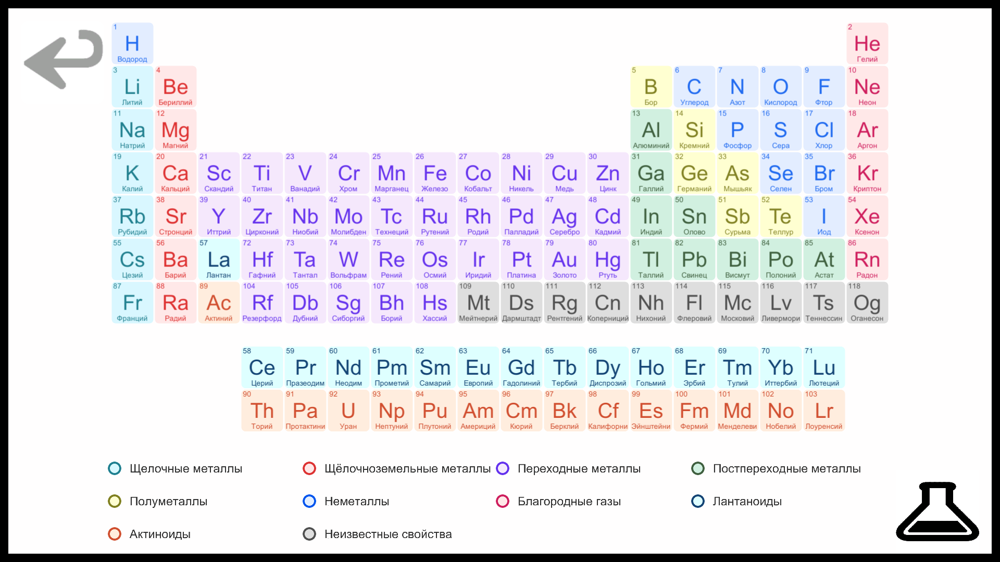 1 2
H He
Водород Гелий
3 4 5 6 7 8 9 10
Li Be B C N O F Ne
Литий Бериллий Бор Углерод Азот Кислород Фтор Неон
11 12 13 14 15 16 17 18
Na Mg Al Si P S Cl Ar
Натрий Магний Алюминий Кремний Фосфор Сера Хлор Аргон
19 20 21 22 23 24 25 26 27 28 29 30 31 32 33 34 35 36
K Ca Sc Ti V Cr Mn Fe Co Ni Cu Zn Ga Ge As Se Br Kr
Калий Кальций Скандий Титан Ванадий Хром Марганец Железо Кобальт Никель Медь Цинк Галлий Германий Мышьяк Селен Бром Криптон
37 38 39 40 41 42 43 44 45 46 47 48 49 50 51 52 53 54
Rb Sr Y Zr Nb Mo Tc Ru Rh Pd Ag Cd In Sn Sb Te I Xe
Рубидий Стронций Иттрий Цирконий Ниобий Молибден Технеций Рутений Родий Палладий Серебро Кадмий Индий Олово Сурьма Теллур Иод Ксенон
55 56 57 72 73 74 75 76 77 78 79 80 81 82 83 84 85 86
Cs Ba La Hf Ta W Re Os Ir Pt Au Hg Tl Pb Bi Po At Rn
Цезий Барий Лантан Гафний Тантал Вольфрам Рений Осмий Иридий Платина Золото Ртуть Таллий Свинец Висмут Полоний Астат Радон
87 88 89 104 105 106 107 108 109 110 111 112 113 114 115 116 117 118
Fr Ra Ac Rf Db Sg Bh Hs Mt Ds Rg Cn Nh Fl Mc Lv Ts Og
Франций Радий Актиний Резерфорд Дубний Сиборгий Борий Хассий Мейтнерий Дармштадт Рентгений Коперниций Нихоний Флеровий Московий Ливермори Теннессин Оганесон
58 59 60 61 62 63 64 65 66 67 68 69 70 71
Ce Pr Nd Pm Sm Eu Gd Tb Dy Ho Er Tm Yb Lu
Церий Празеодим Неодим Прометий Самарий Европий Гадолиний Тербий Диспрозий Гольмий Эрбий Тулий Иттербий Лютеций
90 91 92 93 94 95 96 97 98 99 100 101 102 103
Th Pa U Np Pu Am Cm Bk Cf Es Fm Md No Lr
Торий Протактини Уран Нептуний Плутоний Америций Кюрий Берклий Калифорни Эйнштейни Фермий Менделеви Нобелий Лоуренсий
Щелочные металлы Щёлочноземельные металлы Переходные металлы Постпереходные металлы
Полуметаллы Неметаллы Благородные газы Лантаноиды
Актиноиды Неизвестные свойства